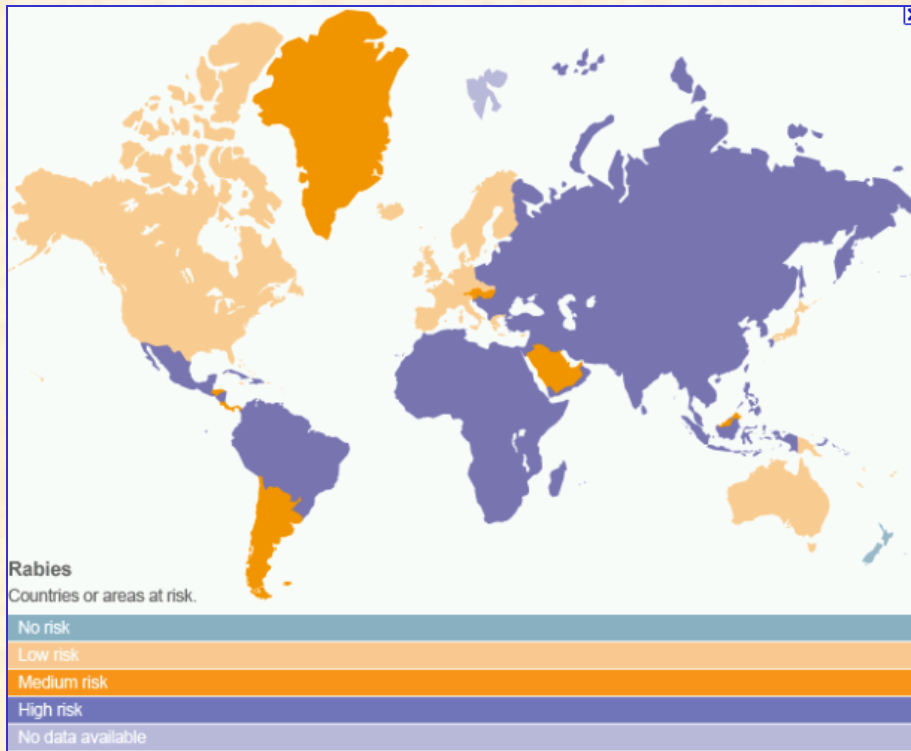 Rabies
Countries or areas at risk.
No risk
Low risk
Medium risk
High risk
No data available